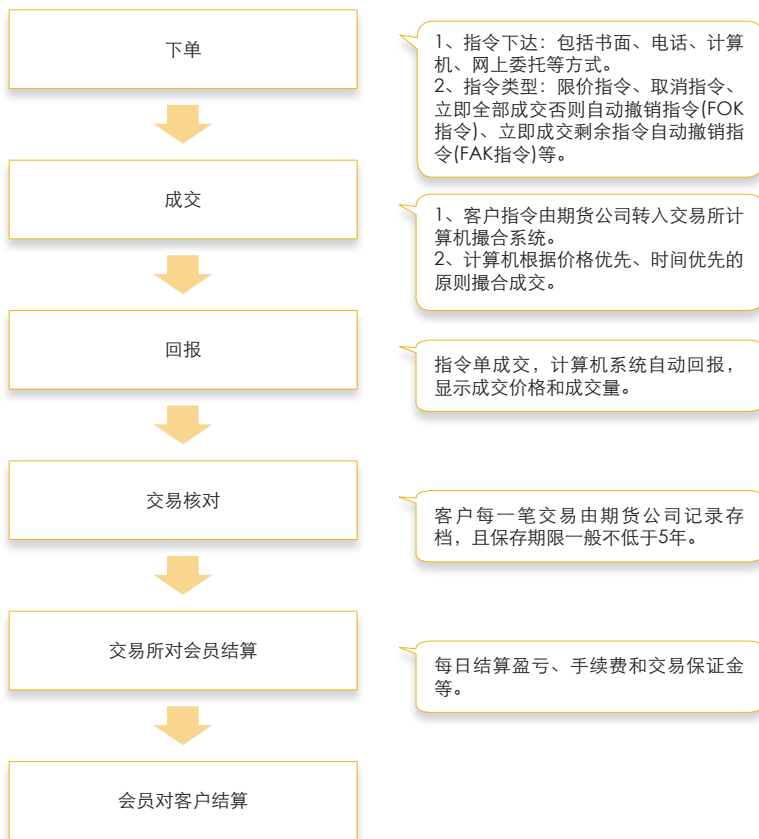 下单
1、指令下达：包括书面、电话、计算
机、网上委托等方式。
2、指令类型：限价指令、取消指令、
立即全部成交否则自动撤销指令(FOK
指令)、立即成交剩余指令自动撤销指
令(FAK指令)等。
成交
1、客户指令由期货公司转入交易所计
算机撮合系统。
2、计算机根据价格优先、时间优先的
原则撮合成交。
回报
指令单成交，计算机系统自动回报，
显示成交价格和成交量。
交易核对
客户每一笔交易由期货公司记录存
档，且保存期限一般不低于5年。
交易所对会员结算
每日结算盈亏、手续费和交易保证金
等。
会员对客户结算